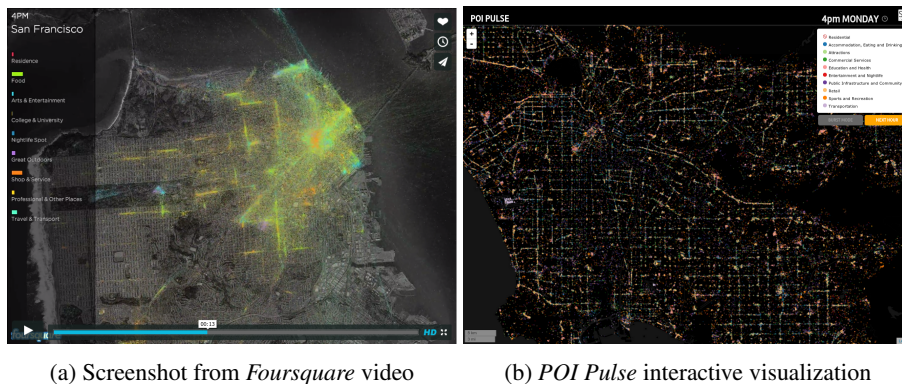 4PM
San Francisco
Residence
Food
Arts & Entertainment
College & University
Nightlife Spot
Great Outdoors
Shop & Service
Professional & Other Places
Travel & Transport
00:13
HD
POI PULSE
4pm MONDAY
+
-
Residential
Accommodation, Eating and Drinking
Attractions
Commercial Services
Education and Health
Entertainment and Nightlife
Public Infrastructure and Community
Retail
Sports and Recreation
Transportation
NEXT HOUR
(a) Screenshot from Foursquare video
(b) POI Pulse interactive visualization